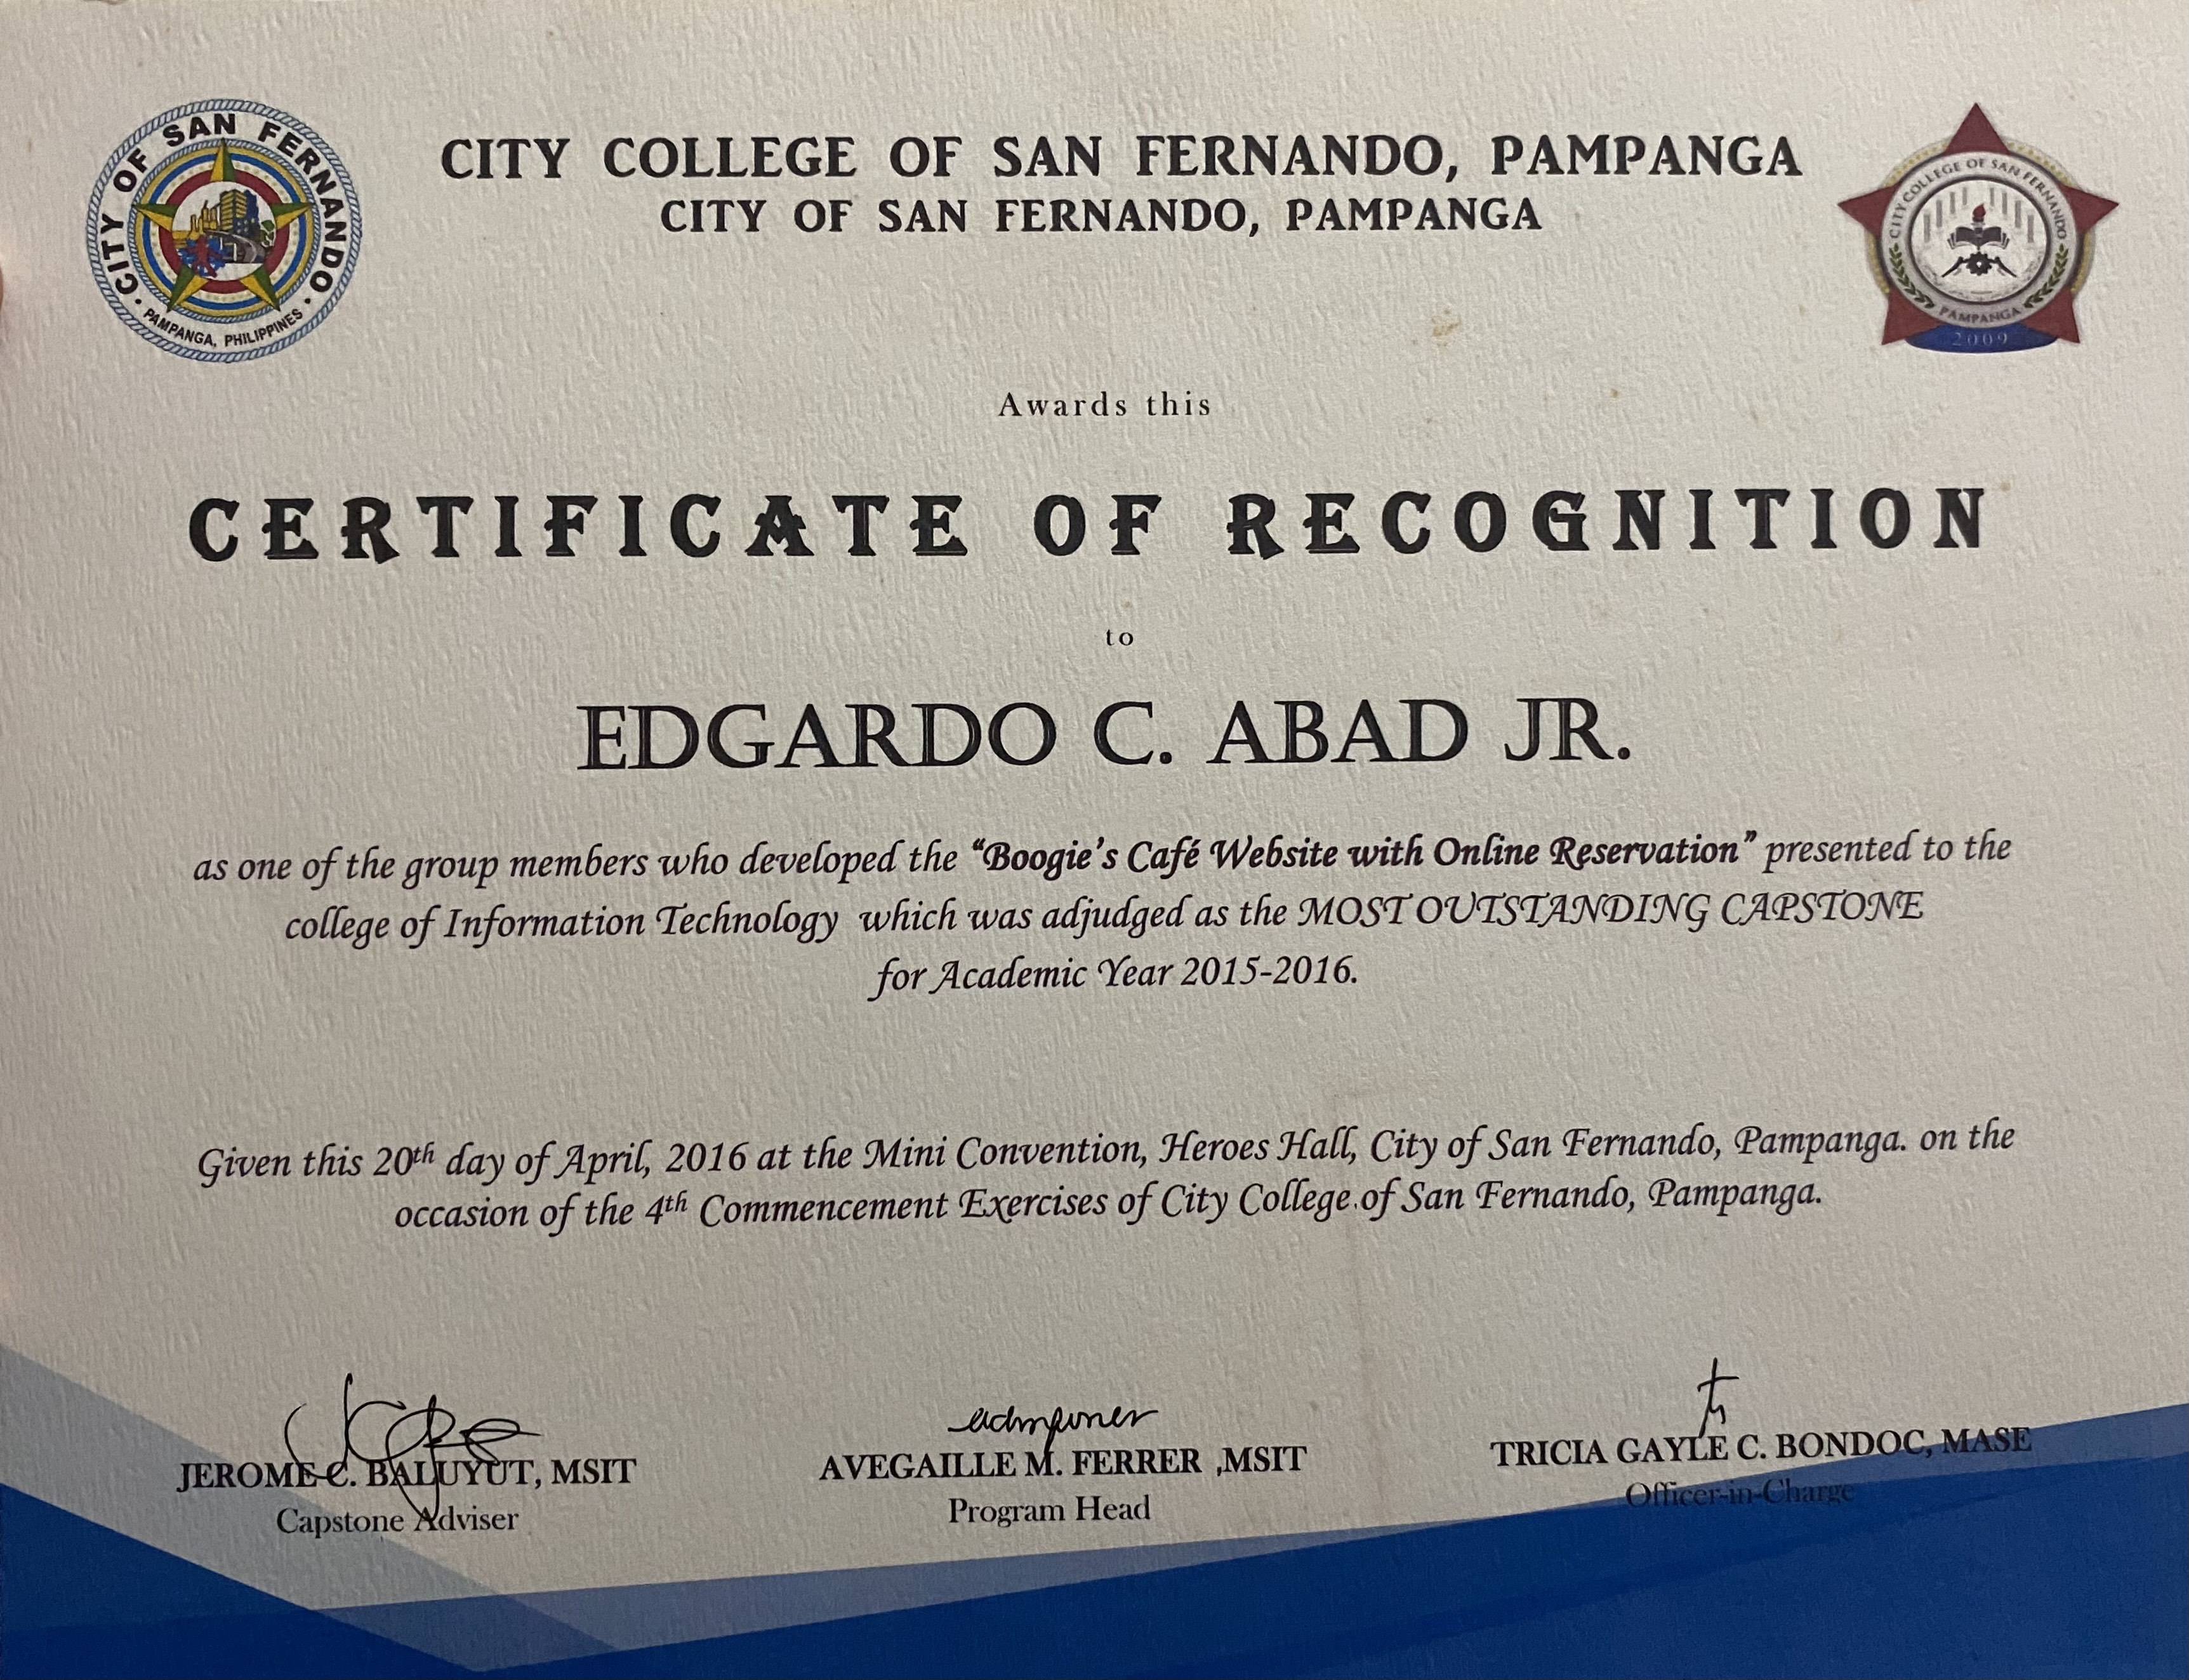 CITY OF SAN FERNANDO
PAMPANGA, PHILIPPINES
CITY COLLEGE OF SAN FERNANDO, PAMPANGA
CITY OF SAN FERNANDO, PAMPANGA
CITY COLLEGE OF SAN FERNANDO
PAMPANGA
2009
Awards this
CERTIFICATE OF RECOGNITION
to
EDGARDO C. ABAD JR.
as one of the group members who developed the “Boogie’s Café Website with Online Reservation” presented to the
college of Information Technology which was adjudged as the MOST OUTSTANDING CAPSTONE
for Academic Year 2015-2016.
Given this 20th day of April, 2016 at the Mini Convention, Heroes Hall, City of San Fernando, Pampanga. on the
occasion of the 4th Commencement Exercises of City College of San Fernando, Pampanga.
JEROME C. BALUYUT, MSIT
Capstone Adviser
AVEGAILLE M. FERRER ,MSIT
Program Head
TRICIA GAYLE C. BONDOC, MASE
Officer-in-Charge